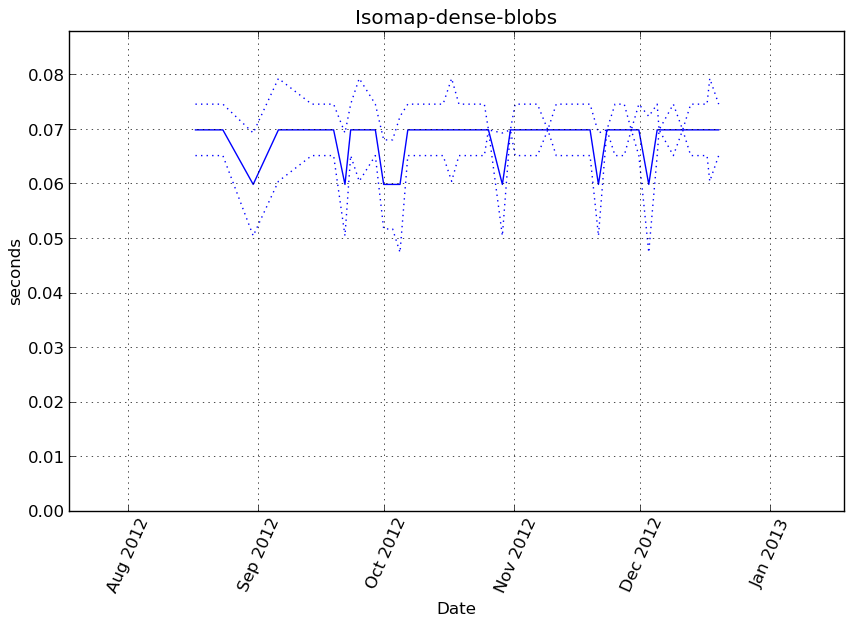 Isomap-dense-blobs
0.08
0.07
0.06
0.05
0.04
0.03
0.02
0.01
0.00
seconds
Aug 2012
Sep 2012
Oct 2012
Nov 2012
Dec 2012
Jan 2013
Date